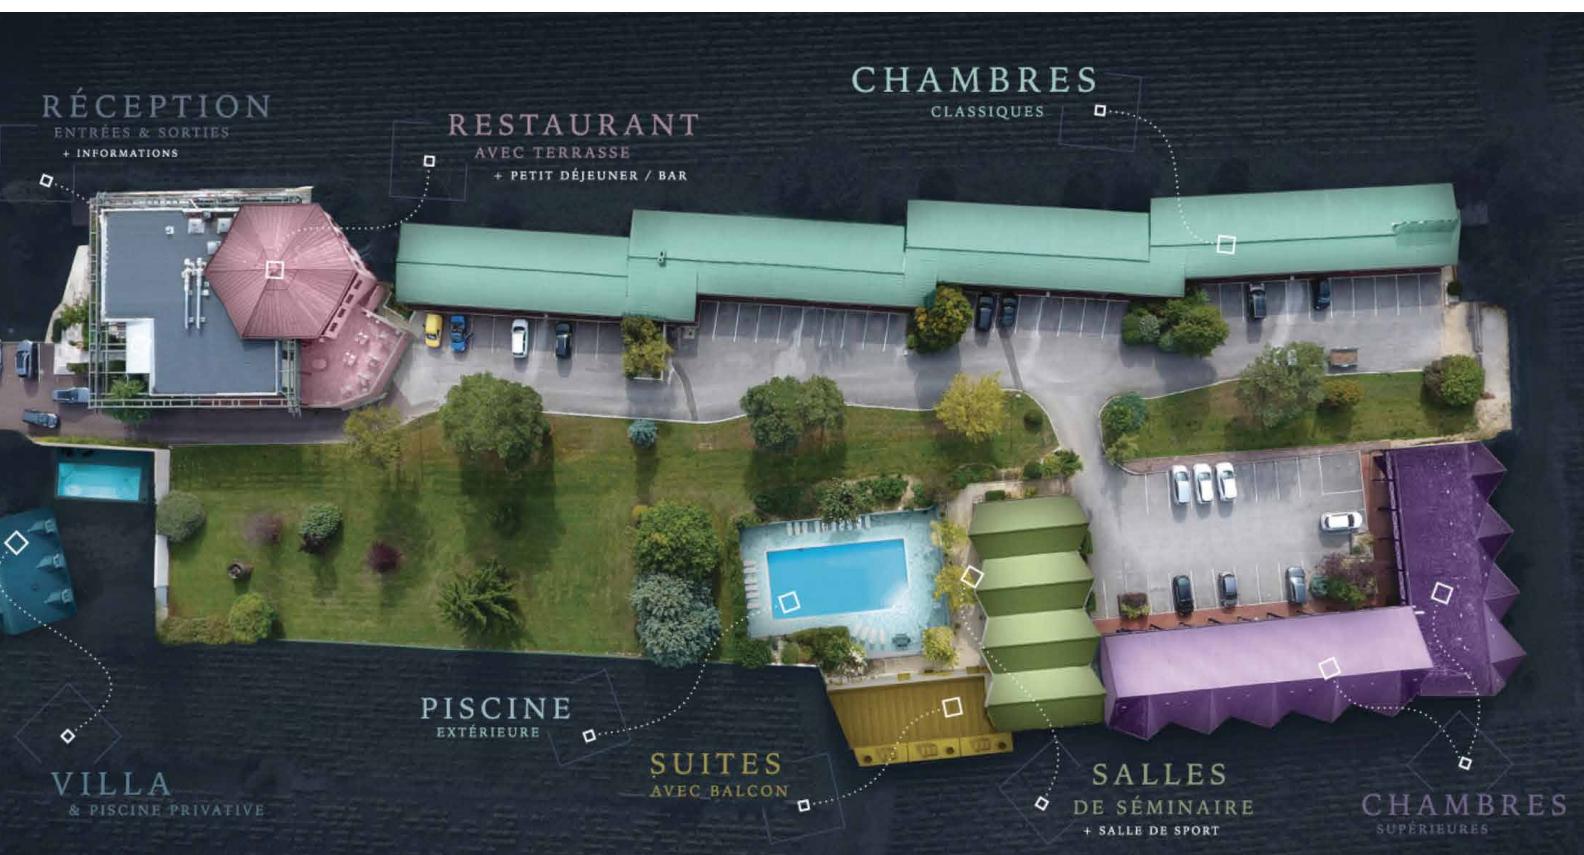 RÉCEPTION
ENTRÉES & SORTIES
+ INFORMATIONS
RESTAURANT
AVEC TERRASSE
+ PETIT DÉJEUNER / BAR
CHAMBRES
CLASSIQUES
PISCINE
EXTÉRIEURE
SUITES
AVEC BALCON
VILLA
& PISCINE PRIVATIVE
SALLES
DE SÉMINAIRE
+ SALLE DE SPORT
CHAMBRES
SUPÉRIEURES